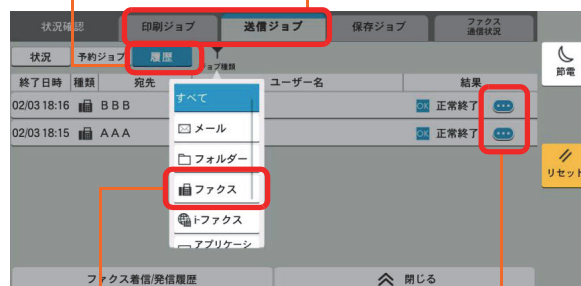 状況確認 印刷ジョブ 送信ジョブ 保存ジョブ ファクス通信状況
状況 予約ジョブ 履歴 ジョブ種類
節電
終了日時 種類 宛先 ユーザー名 結果
02/03 18:16 BBB OK 正常終了
02/03 18:15 AAA OK 正常終了
すべて
メール
フォルダー
ファクス
i-ファクス
アプリケーシ
リセット
ファクス着信/発信履歴 閉じる